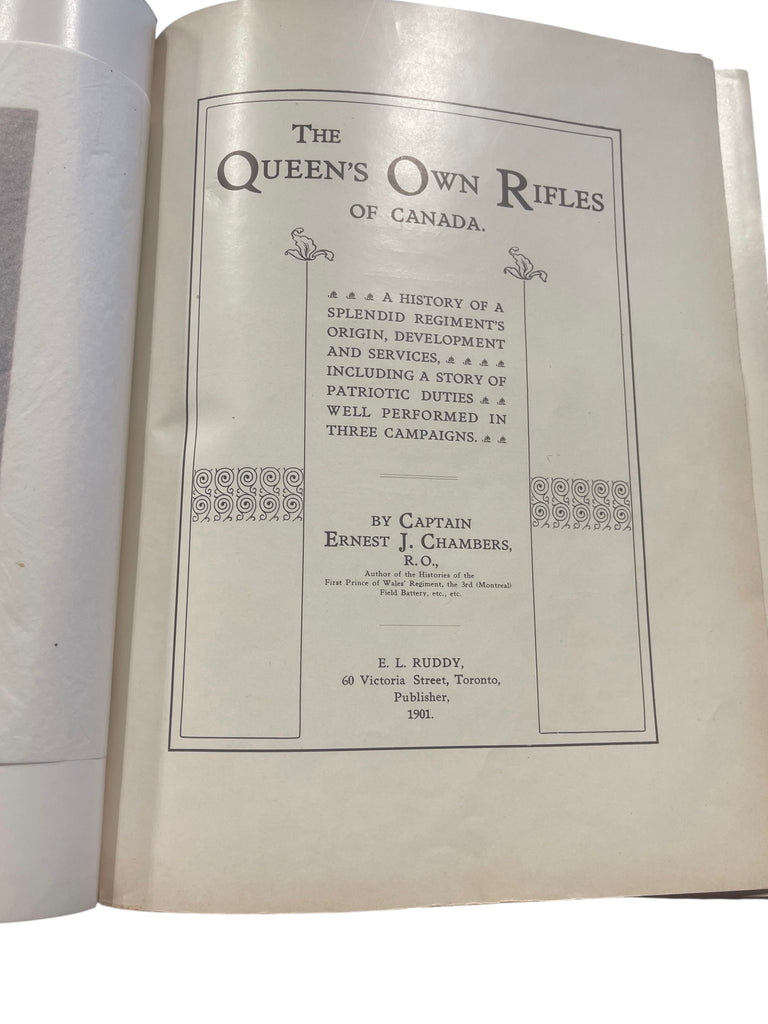 THE
QUEEN'S OWN RIFLES
OF CANADA.
A HISTORY OF A
SPLENDID REGIMENT'S
ORIGIN, DEVELOPMENT
AND SERVICES,
INCLUDING A STORY OF
PATRIOTIC DUTIES
WELL PERFORMED IN
THREE CAMPAIGNS.
BY CAPTAIN
ERNEST J. CHAMBERS,
R.O.,
Author of the Histories of the
First Prince of Wales' Regiment, the 3rd (Montreal)
Field Battery, etc., etc.
E. L. RUDDY,
60 Victoria Street, Toronto,
Publisher,
1901.